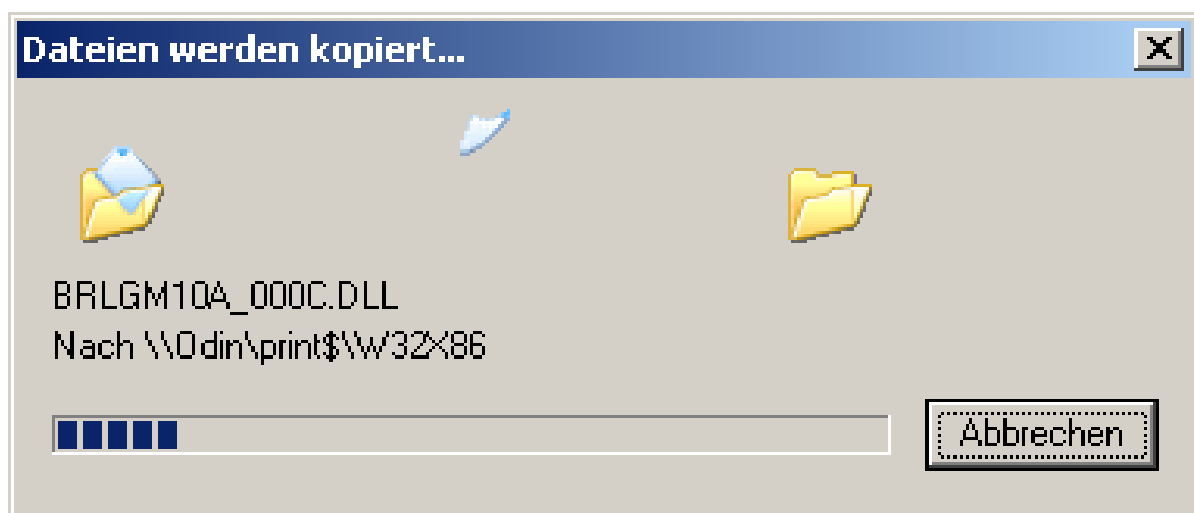 Dateien werden kopiert...
BRLGM10A_000C.DLL
Nach \\Odin\print$\W32X86
Abbrechen